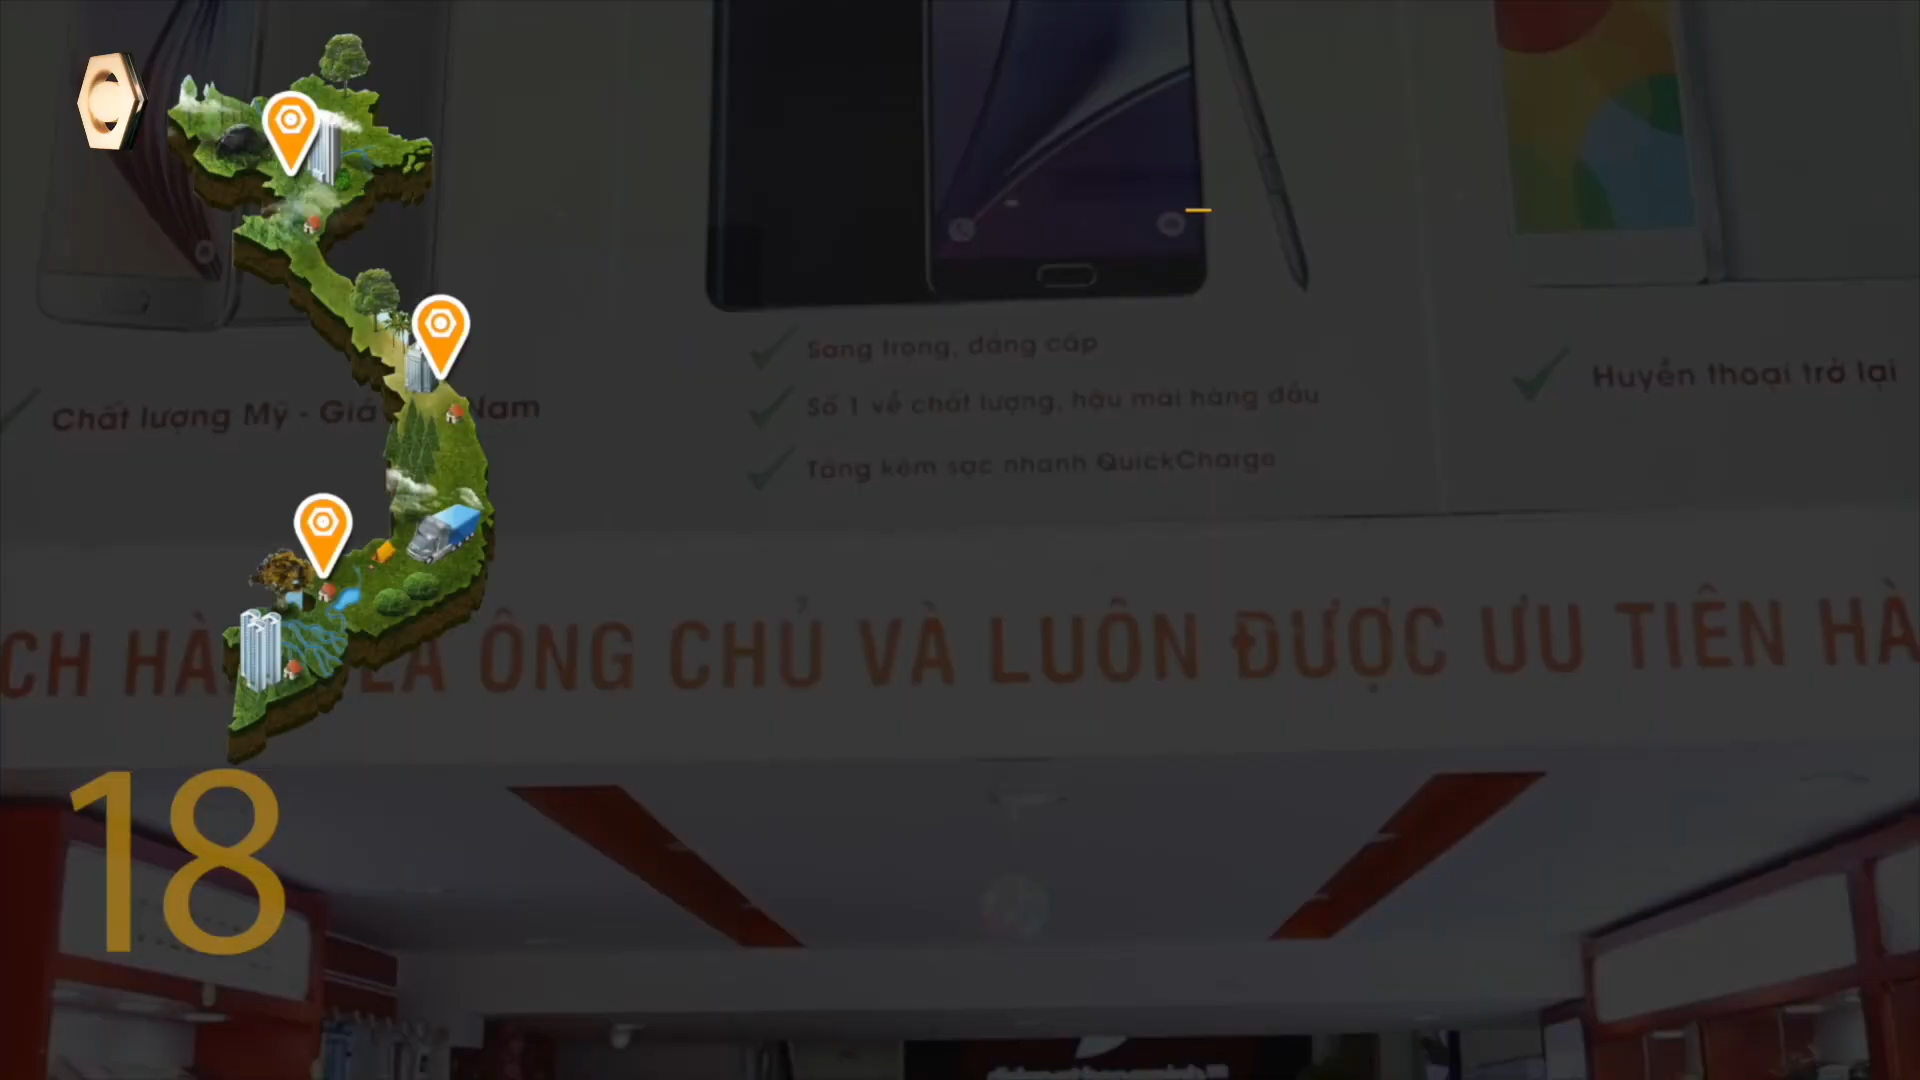 Sang trọng, đẳng cấp
Số 1 về chất lượng, hậu mãi hàng đầu
Tặng kèm sạc nhanh QuickCharge
Chất lượng Mỹ - Giá Nam
Huyền thoại trở lại
CH HÀ LÀ ÔNG CHỦ VÀ LUÔN ĐƯỢC ƯU TIÊN HÀ
18